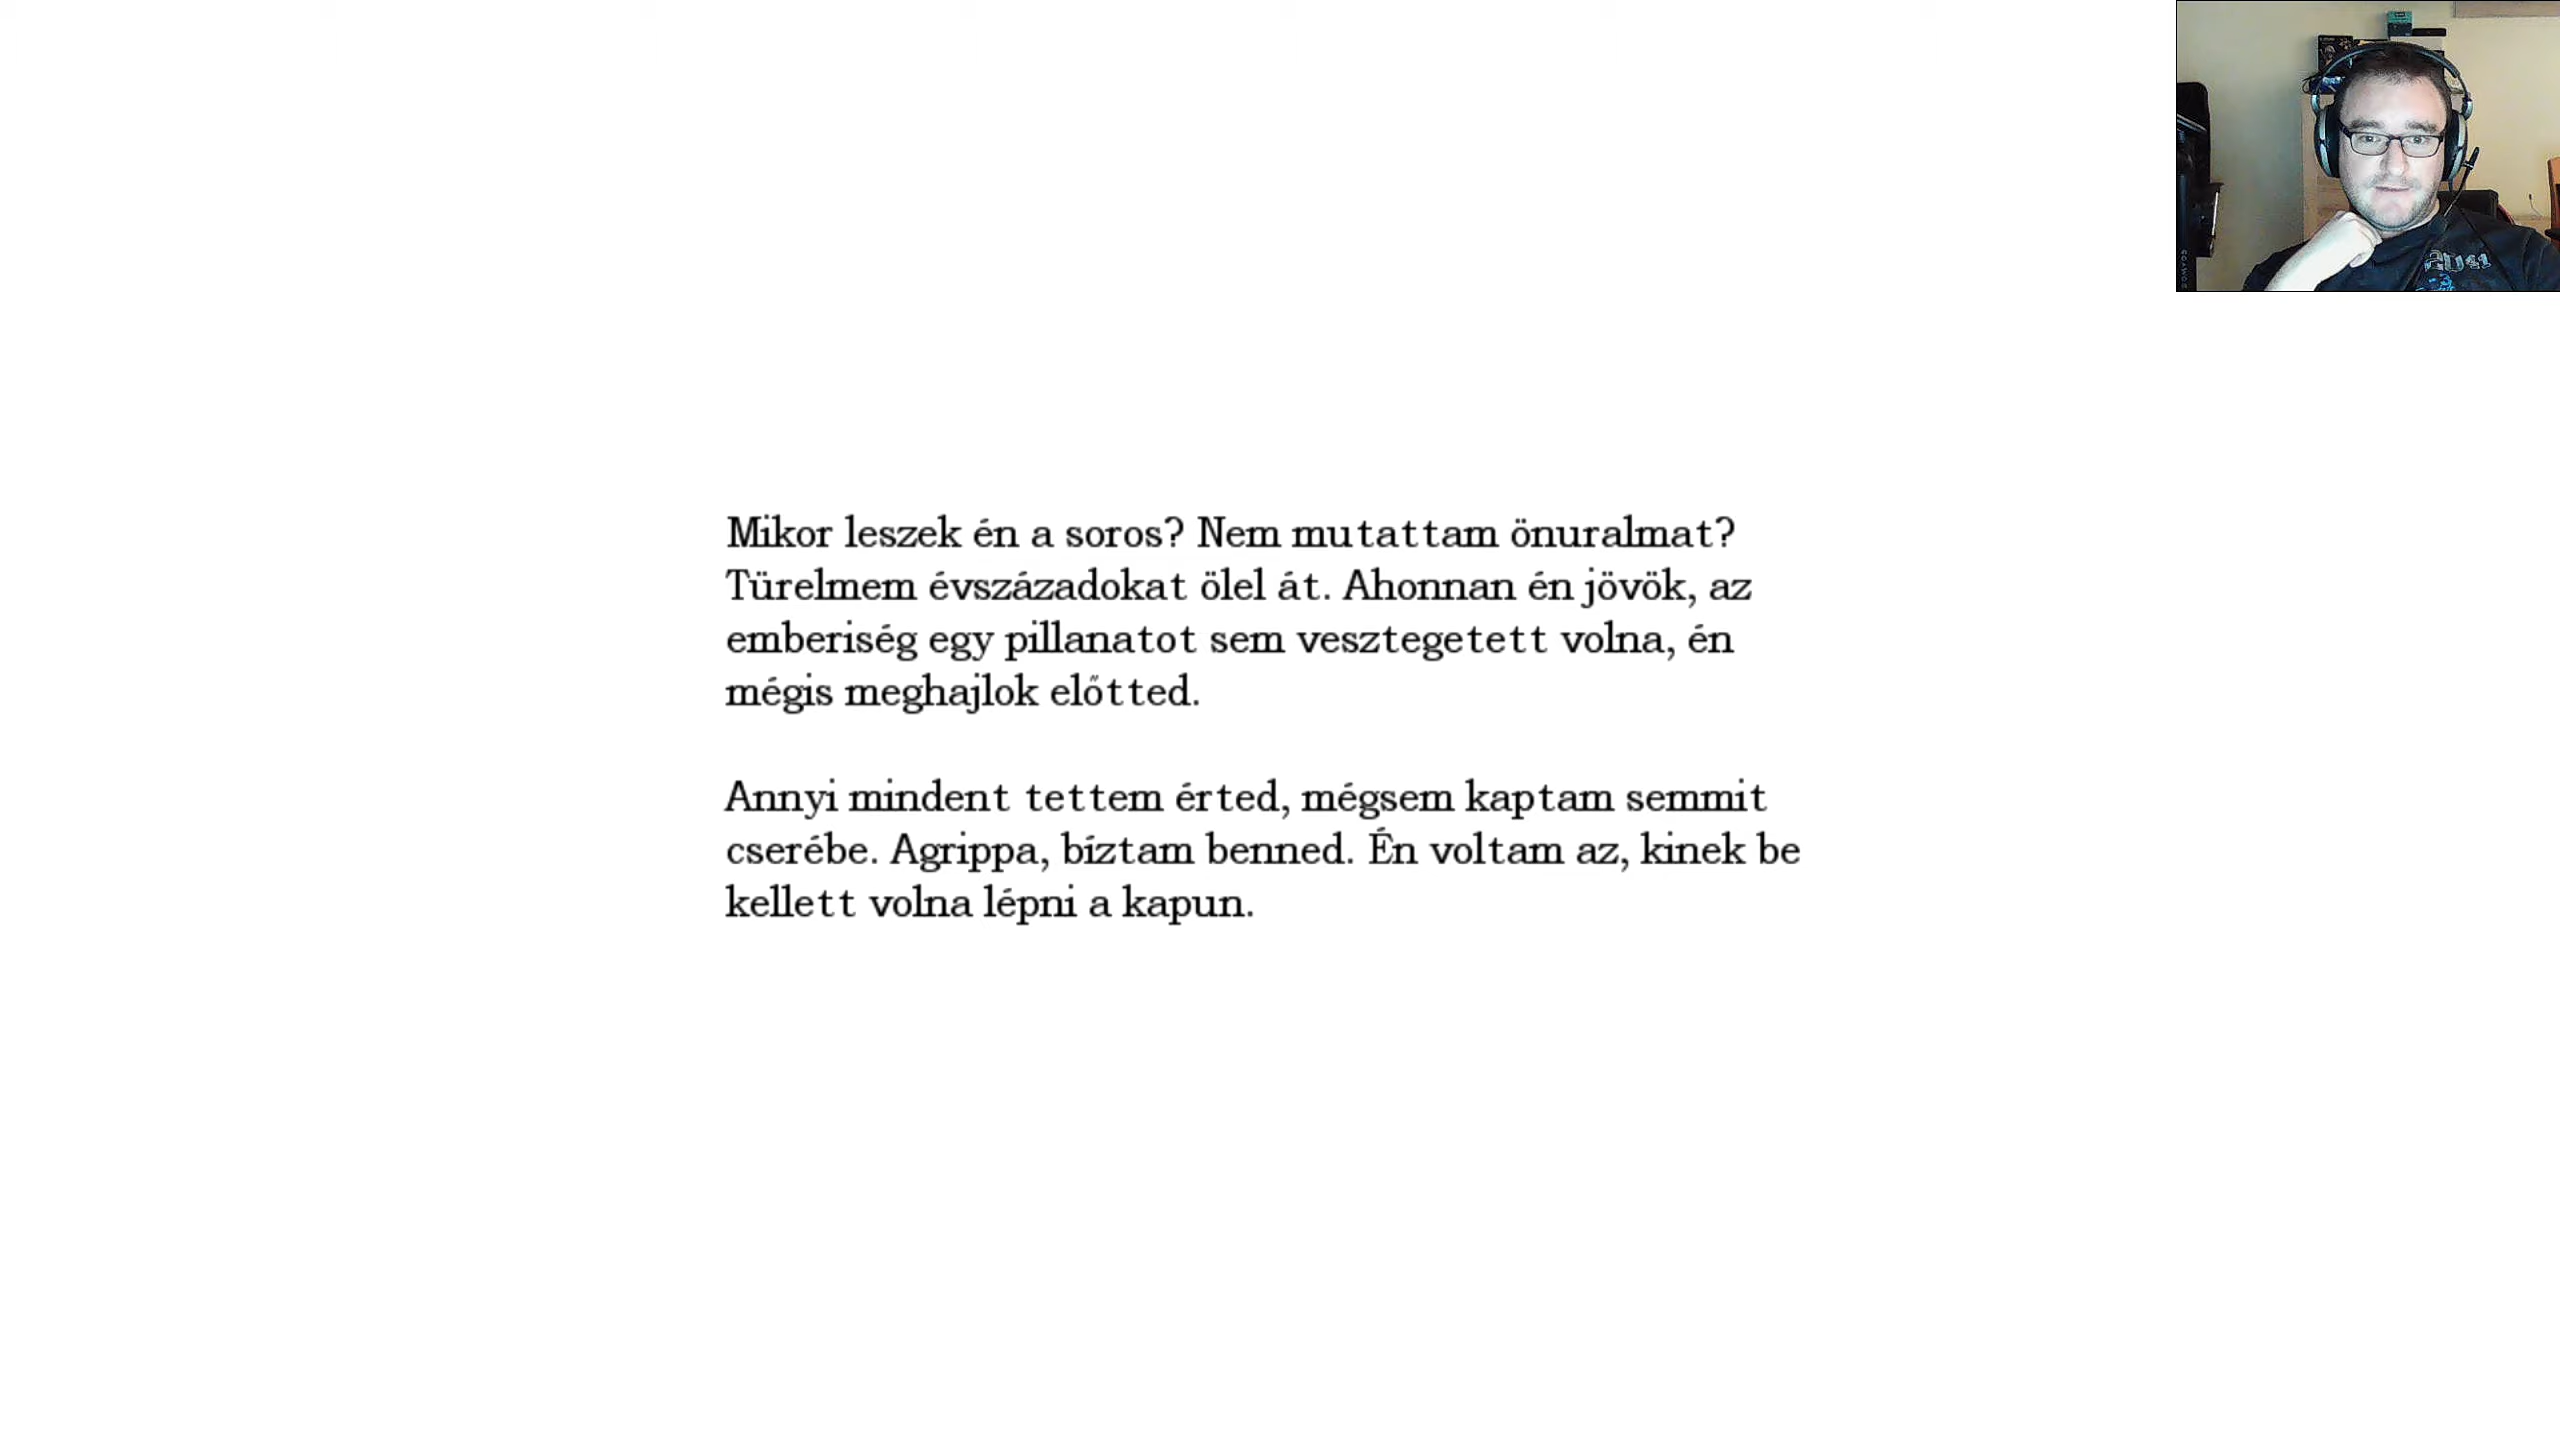 Mikor leszek én a soros? Nem mutattam önuralmat?
Türelmem évszázadokat ölel át. Ahonnan én jövök, az
emberiség egy pillanatot sem vesztegetett volna, én
mégis meghajlok előtted.
Annyi mindent tettem érted, mégsem kaptam semmit
cserébe. Agrippa, bíztam benned. Én voltam az, kinek be
kellett volna lépni a kapun.
2041